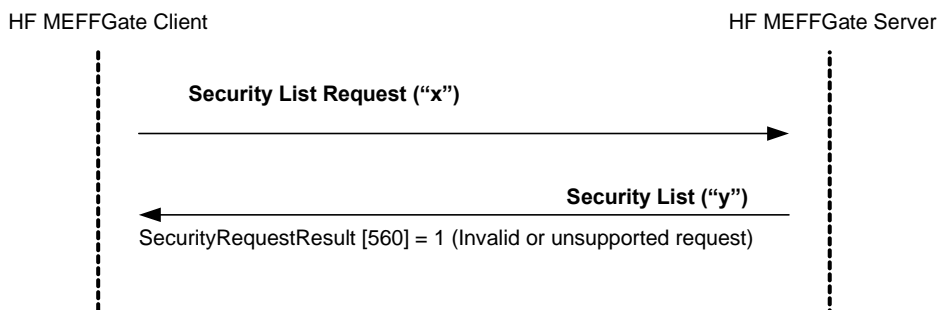 HF MEFFGate Client
HF MEFFGate Server
Security List Request (“x”)
Security List (“y”)
SecurityRequestResult [560] = 1 (Invalid or unsupported request)